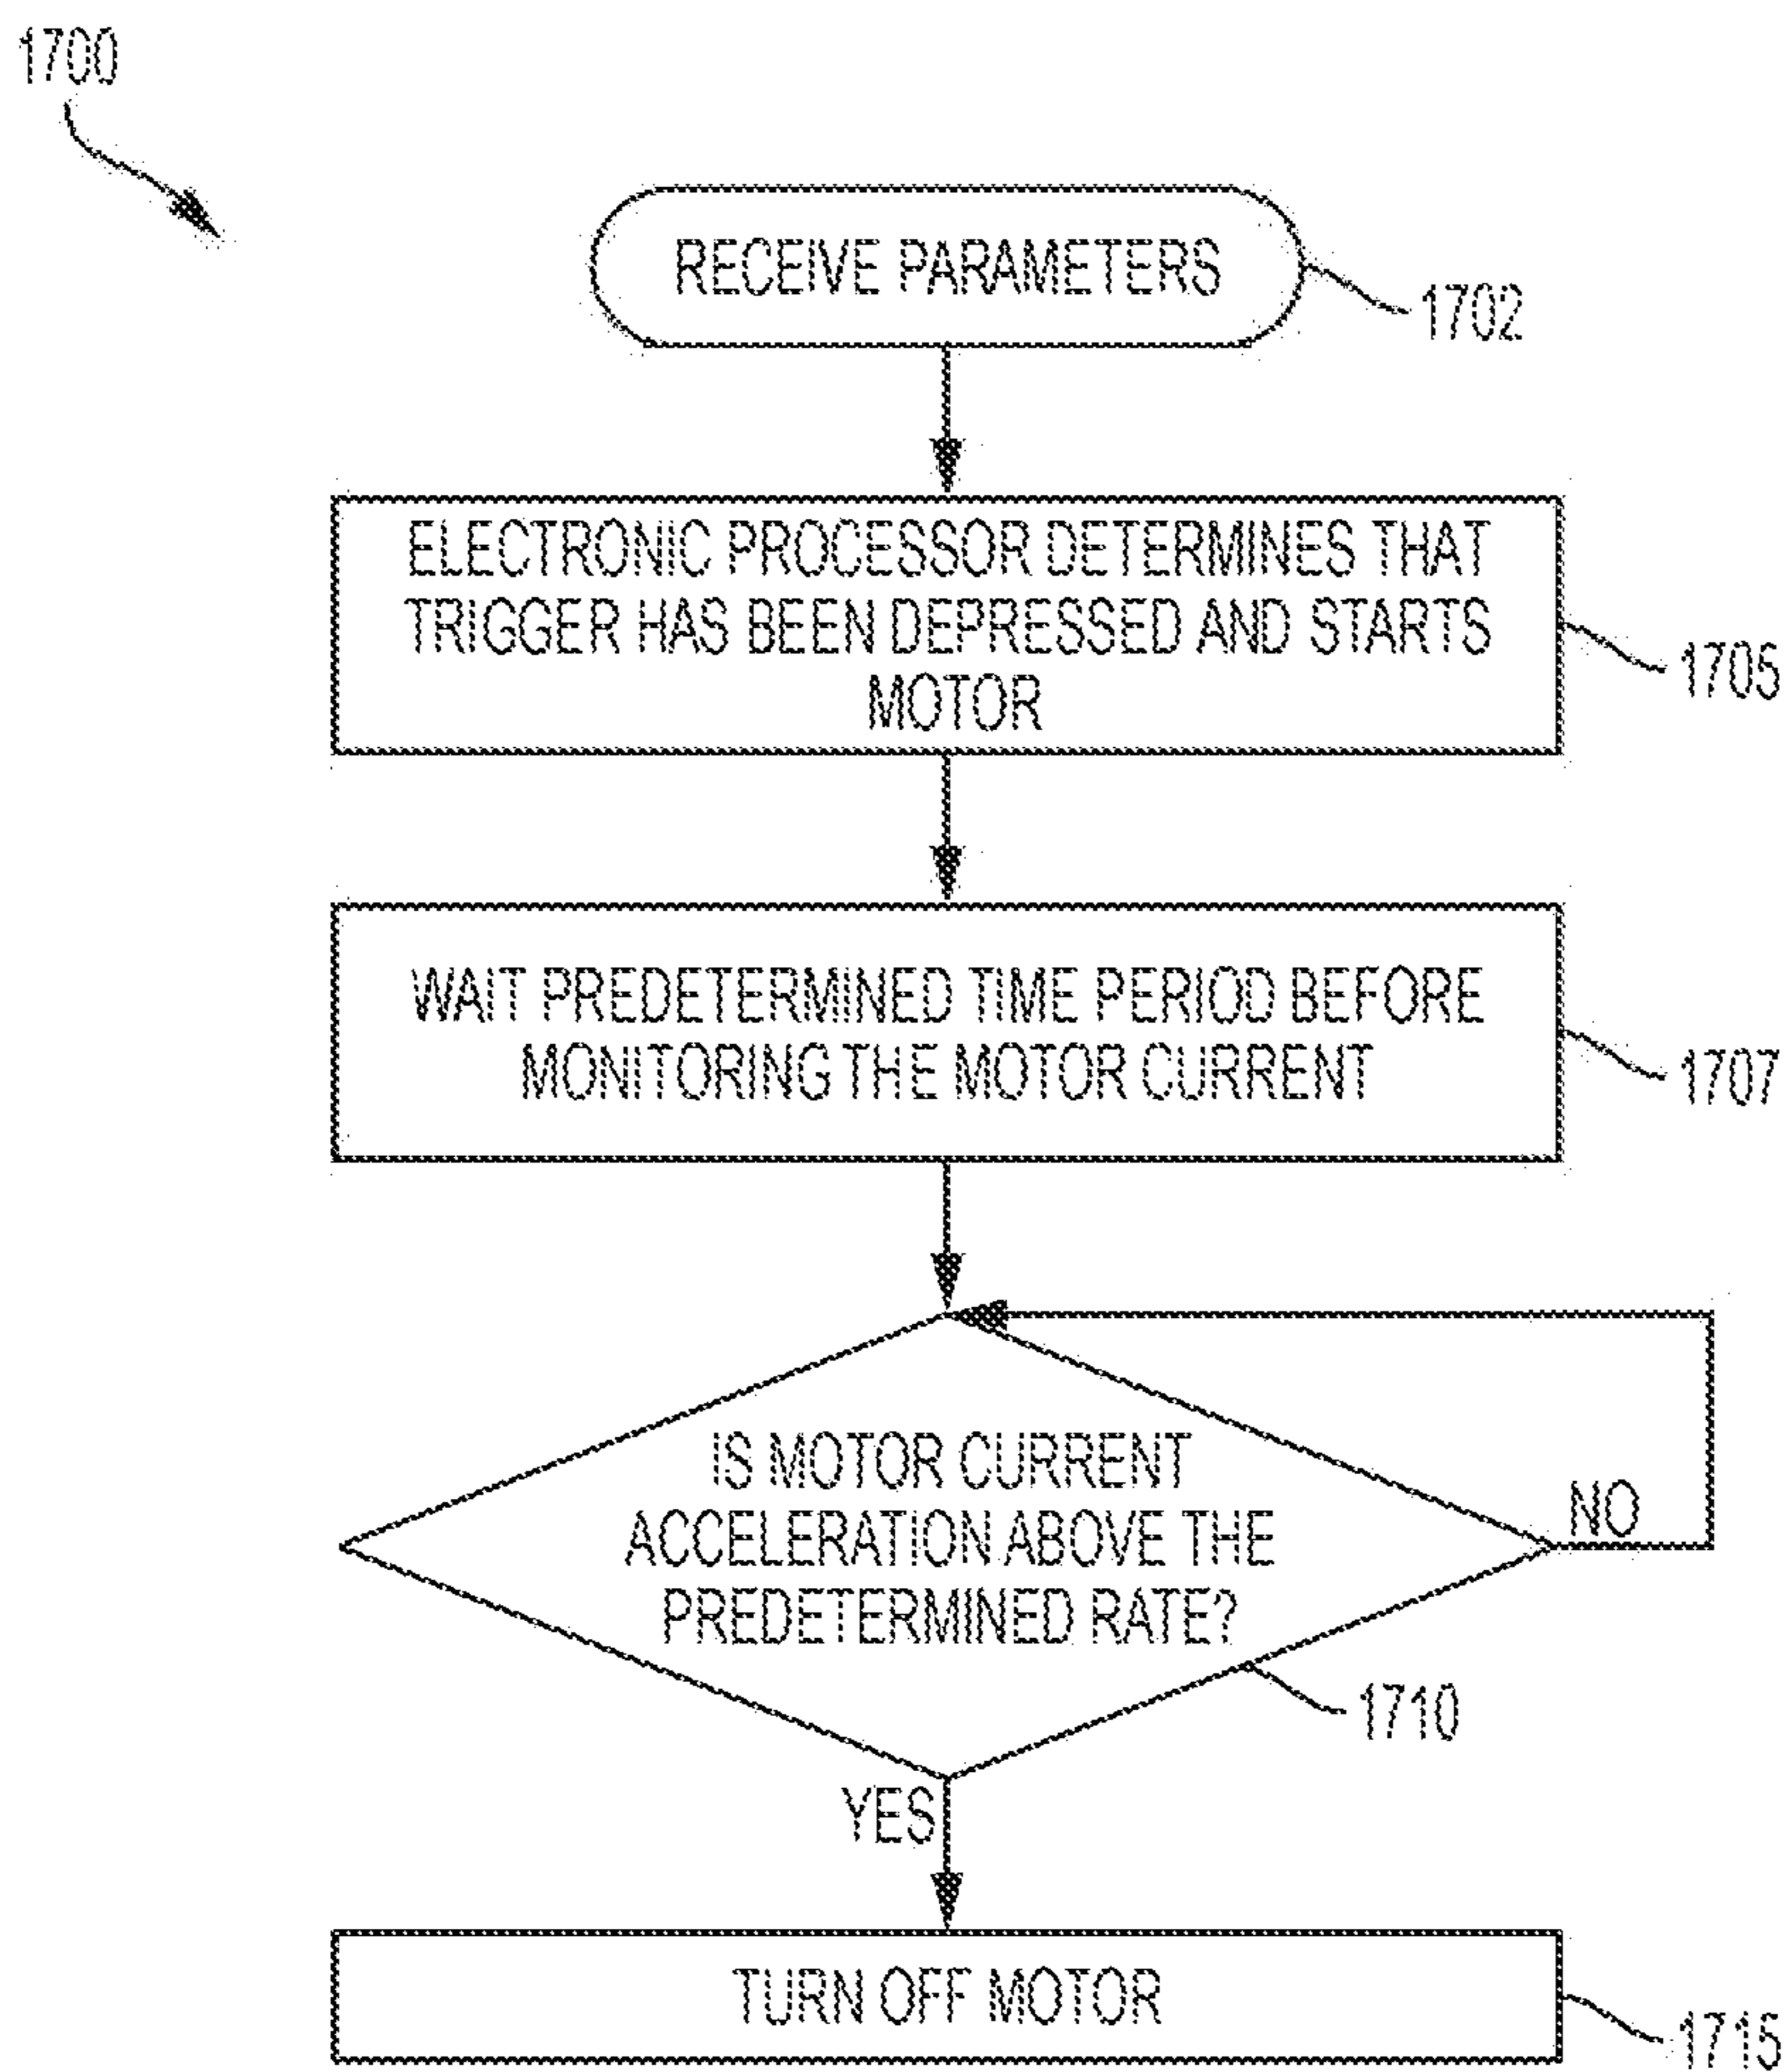 1700
RECEIVE PARAMETERS
1702
ELECTRONIC PROCESSOR DETERMINES THAT
TRIGGER HAS BEEN DEPRESSED AND STARTS
MOTOR
1705
WAIT PREDETERMINED TIME PERIOD BEFORE
MONITORING THE MOTOR CURRENT
1707
IS MOTOR CURRENT
ACCELERATION ABOVE THE
PREDETERMINED RATE?
NO
1710
YES
TURN OFF MOTOR
1715